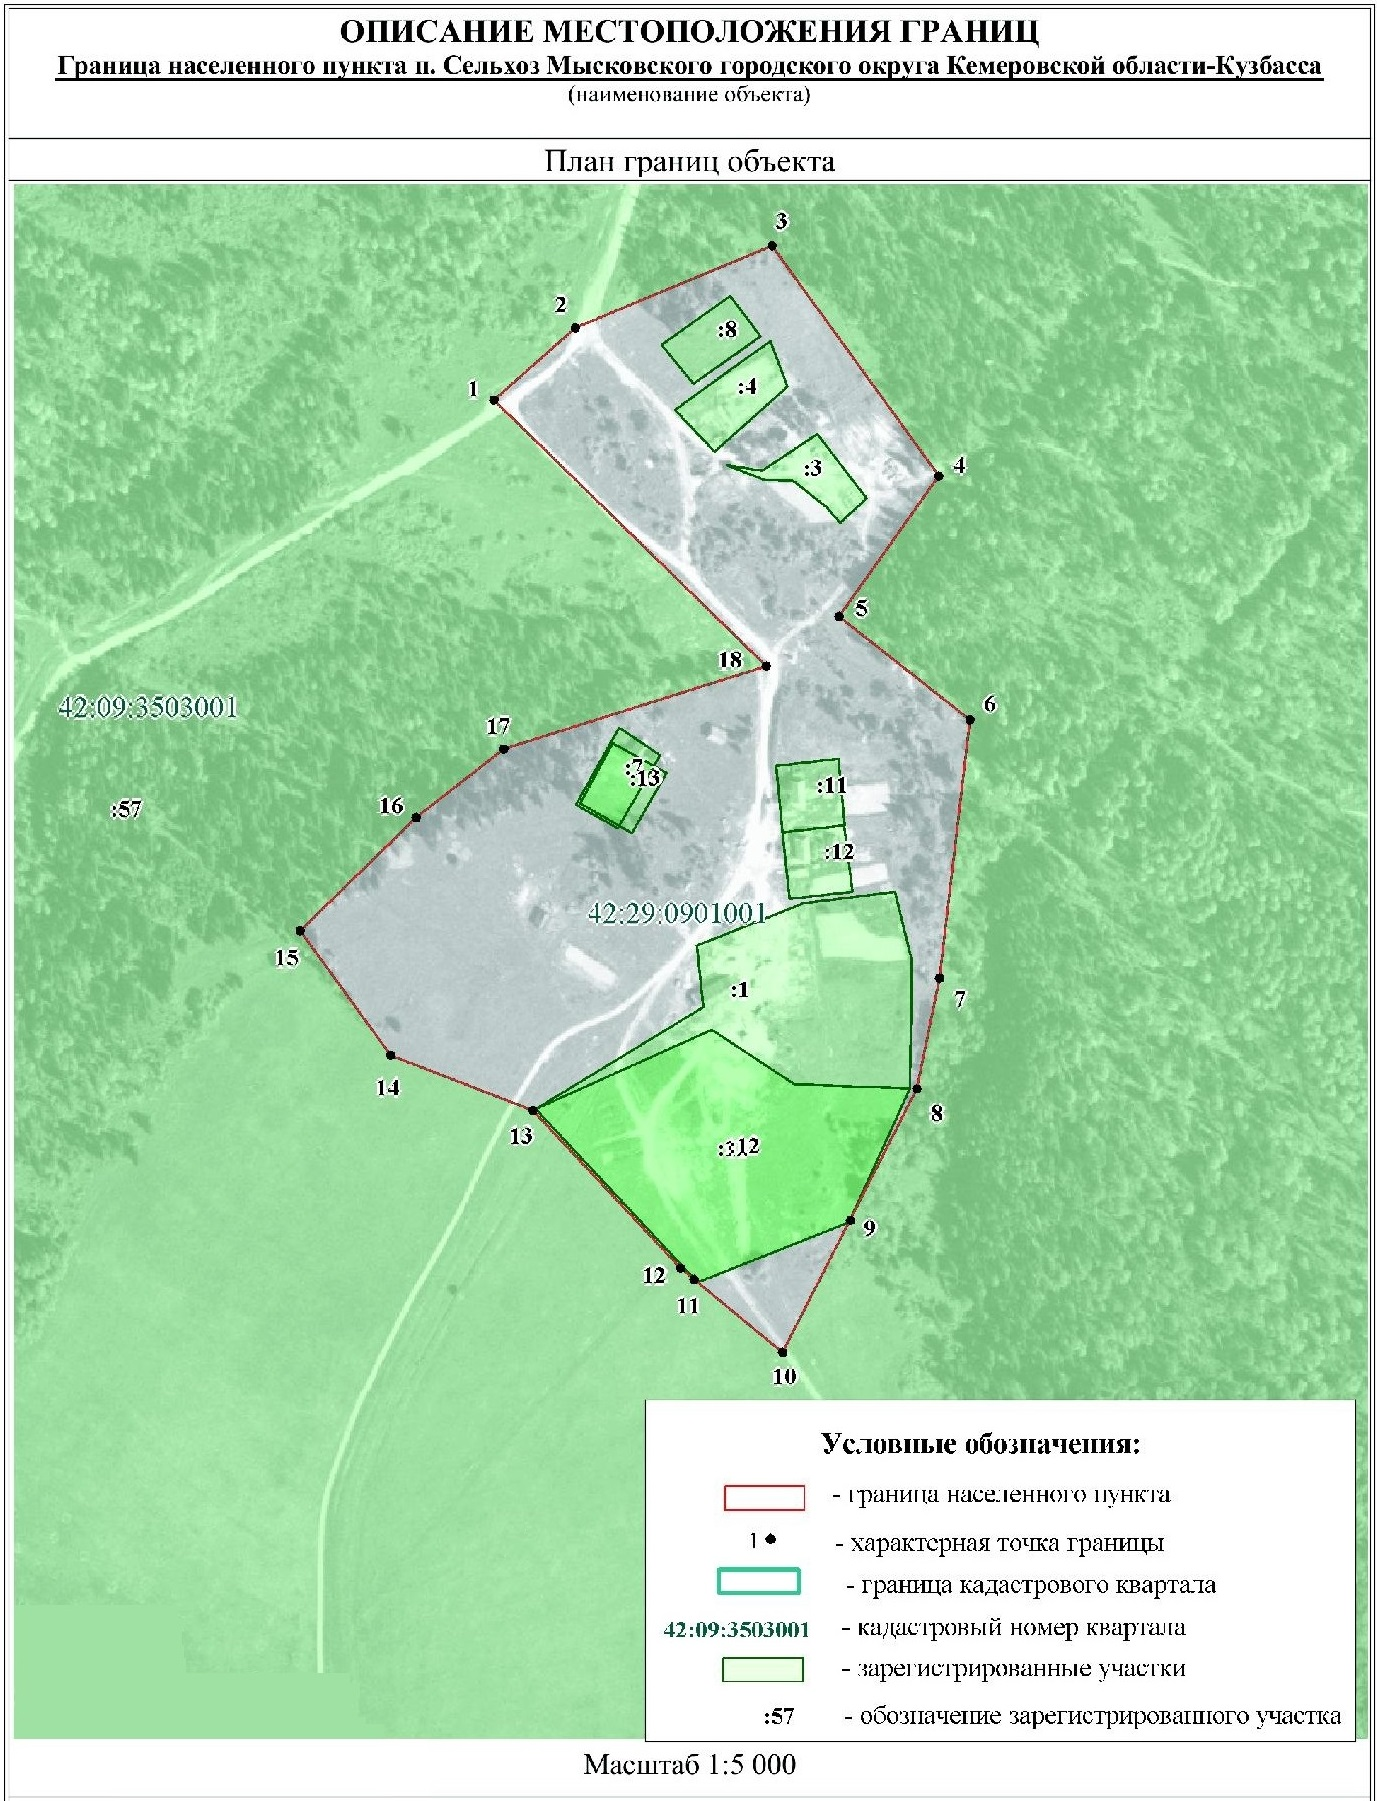 ОПИСАНИЕ МЕСТОПОЛОЖЕНИЯ ГРАНИЦ
Граница населенного пункта п. Сельхоз Мысковского городского округа Кемеровской области-Кузбасса
(наименование объекта)
План границ объекта
3
2
:8
1
:4
4
:3
5
18
42:09:3503001
6
17
:7
:13
:11
:57
16
:12
42:29:0901001
15
:1
7
14
8
13
:12
9
12
11
10
Условные обозначения:
- граница населенного пункта
1
- характерная точка границы
- граница кадастрового квартала
42:09:3503001
- кадастровый номер квартала
- зарегистрированные участки
:57
- обозначение зарегистрированного участка
Масштаб 1:5 000